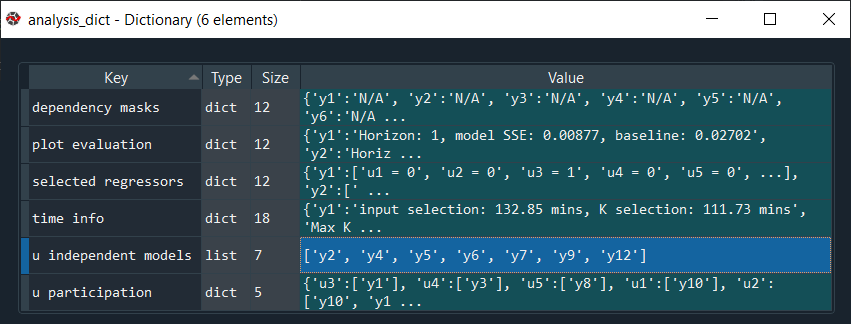 analysis_dict - Dictionary (6 elements)
Key Type Size Value
dependency masks dict 12 {'y1':'N/A', 'y2':'N/A', 'y3':'N/A', 'y4':'N/A', 'y5':'N/A',
'y6':'N/A ...
plot evaluation dict 12 {'y1':'Horizon: 1, model SSE: 0.00877, baseline: 0.02702',
'y2':'Horiz ...
selected regressors dict 12 {'y1':['u1 = 0', 'u2 = 0', 'u3 = 1', 'u4 = 0', 'u5 = 0', ...],
'y2':[' ...
time info dict 18 {'y1':'input selection: 132.85 mins, K selection: 111.73 mins',
'Max K ...
u independent models list 7 ['y2', 'y4', 'y5', 'y6', 'y7', 'y9', 'y12']
u participation dict 5 {'u3':['y1'], 'u4':['y3'], 'u5':['y8'], 'u1':['y10'], 'u2':
['y10', 'y1 ...